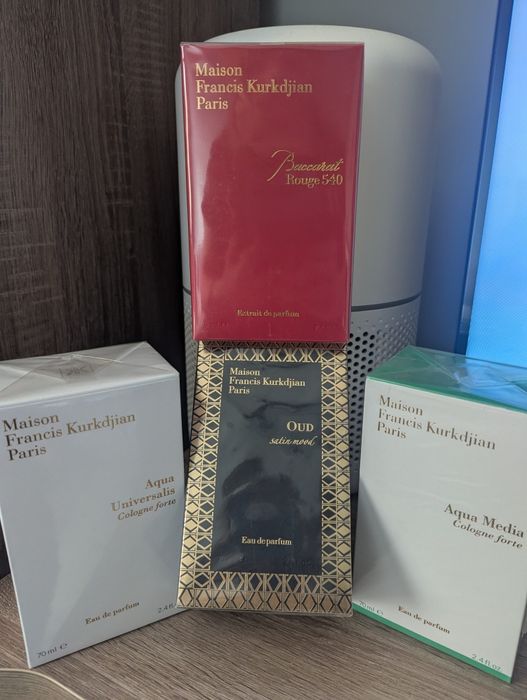 Maison
Francis Kurkdjian
Paris
Baccarat
Rouge 540
Extrait de parfum
Maison
Francis Kurkdjian
Paris
Aqua
Universalis
Cologne forte
Eau de parfum
70 ml e
2.4 fl
Maison
Francis Kurkdjian
Paris
OUD
satin mood
Eau de parfum
Maison
Francis Kurkdjian
Paris
Aqua Media
Cologne forte
Eau de parfum
70 ml e
2.4 fl oz